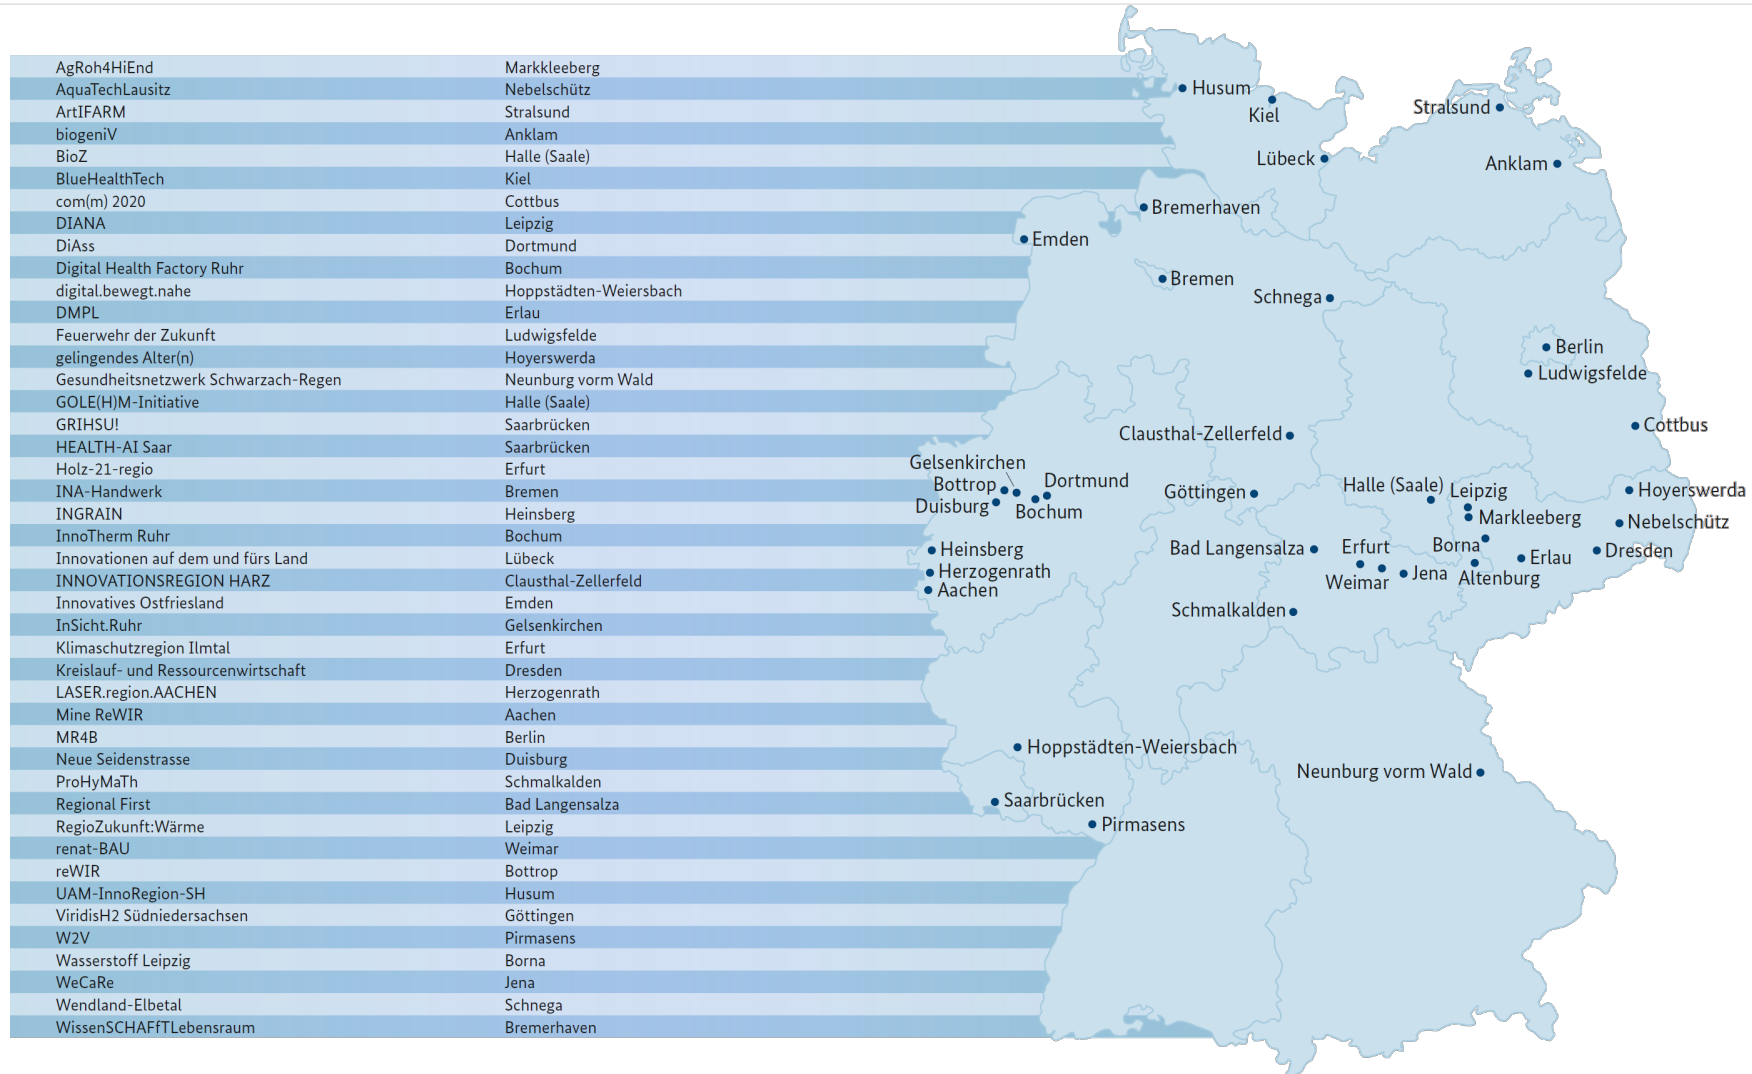 AgRoh4HiEnd Markkleeberg
AquaTechLausitz Nebelschütz
ArtIFARM Stralsund
biogeniV Anklam
BioZ Halle (Saale)
BlueHealthTech Kiel
com(m) 2020 Cottbus
DIANA Leipzig
DiAss Dortmund
Digital Health Factory Ruhr Bochum
digital.bewegt.nahe Hoppstädten-Weiersbach
DMPL Erlau
Feuerwehr der Zukunft Ludwigsfelde
gelingendes Alter(n) Hoyerswerda
Gesundheitsnetzwerk Schwarzach-Regen Neunburg vorm Wald
GOLE(H)M-Initiative Halle (Saale)
GRIHSU! Saarbrücken
HEALTH-AI Saar Saarbrücken
Holz-21-regio Erfurt
INA-Handwerk Bremen
INGRAIN Heinsberg
InnoTherm Ruhr Bochum
Innovationen auf dem und fürs Land Lübeck
INNOVATIONSREGION HARZ Clausthal-Zellerfeld
Innovatives Ostfriesland Emden
InSicht.Ruhr Gelsenkirchen
Klimaschutzregion Ilmtal Erfurt
Kreislauf- und Ressourcenwirtschaft Dresden
LASER.region.AACHEN Herzogenrath
Mine ReWIR Aachen
MR4B Berlin
Neue Seidenstrasse Duisburg
ProHyMaTh Schmalkalden
Regional First Bad Langensalza
RegioZukunft:Wärme Leipzig
renat-BAU Weimar
reWIR Bottrop
UAM-InnoRegion-SH Husum
ViridisH2 Südniedersachsen Göttingen
W2V Pirmasens
Wasserstoff Leipzig Borna
WeCaRe Jena
Wendland-Elbetal Schnega
WissenSCHAFfTLebensraum Bremerhaven
Husum
Kiel
Stralsund
Lübeck
Anklam
Bremerhaven
Emden
Bremen
Schnega
Berlin
Ludwigsfelde
Cottbus
Clausthal-Zellerfeld
Gelsenkirchen
Bottrop
Dortmund
Duisburg
Bochum
Göttingen
Halle (Saale)
Leipzig
Hoyerswerda
Markleeberg
Nebelschütz
Heinsberg
Bad Langensalza
Erfurt
Borna
Erlau
Dresden
Herzogenrath
Weimar
Jena
Altenburg
Aachen
Schmalkalden
Hoppstädten-Weiersbach
Neunburg vorm Wald
Saarbrücken
Pirmasens